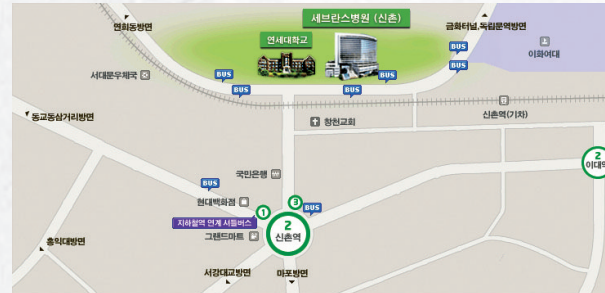 연희동방면
세브란스병원 (신촌)
금화터널,독립문역방면
연세대학교
BUS
이화여대
서대문우체국
BUS
BUS
BUS
BUS
BUS
BUS
신촌역(기차)
동교동삼거리방면
창천교회
2
이대역
국민은행
BUS
현대백화점
3
BUS
1
지하철역 연계 셔틀버스
2
신촌역
그랜드마트
홍익대방면
서강대교방면
마포방면